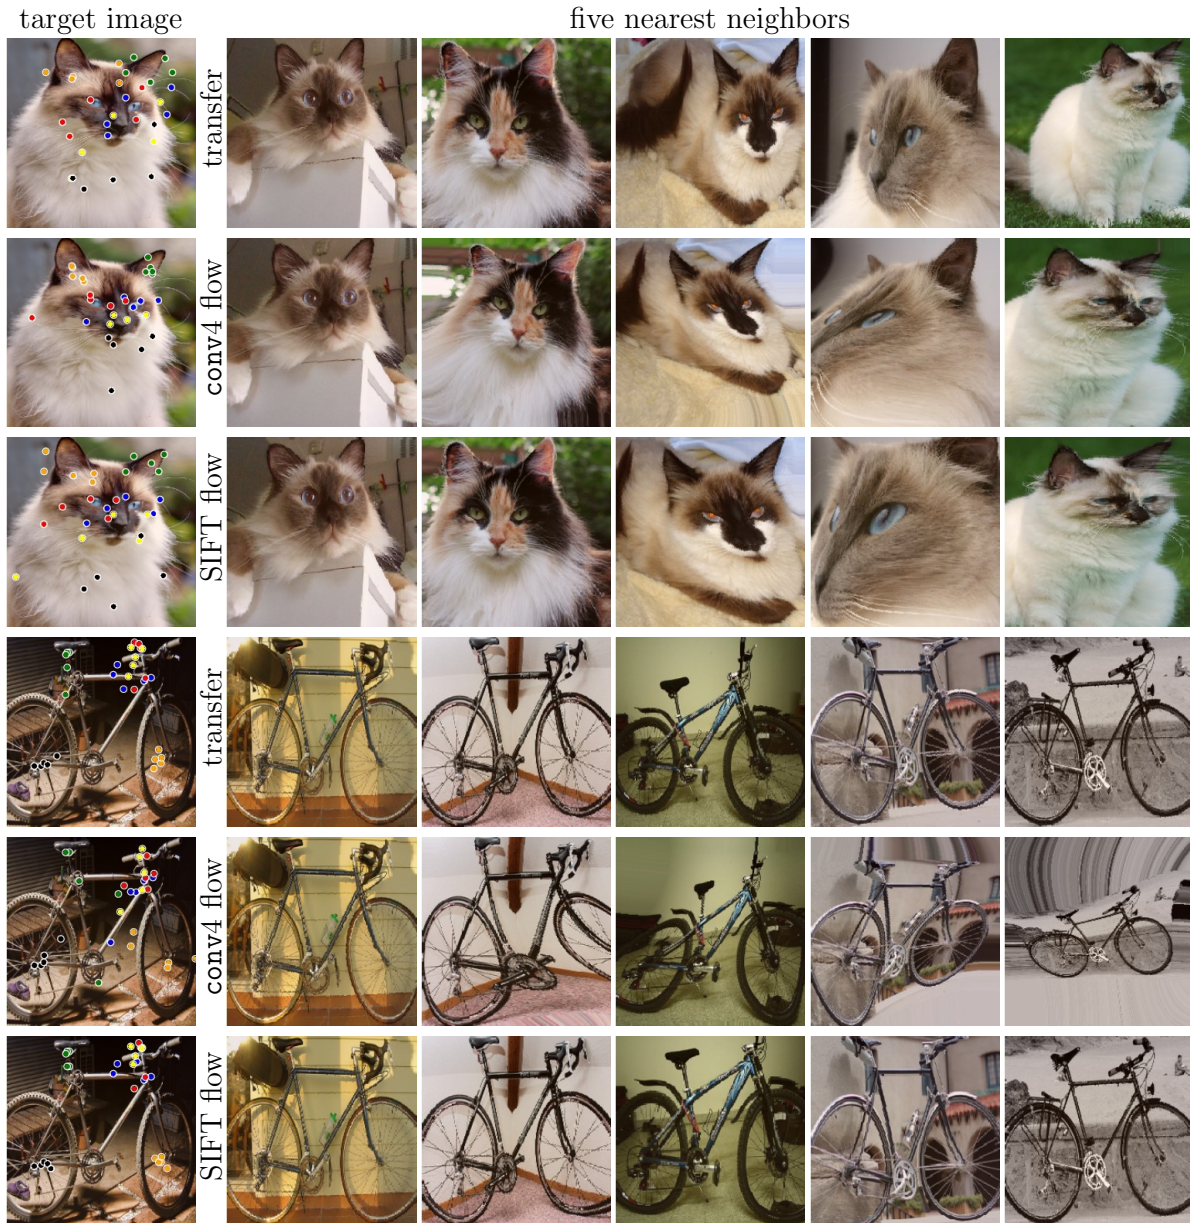 target image
five nearest neighbors
transfer
conv4 flow
SIFT flow
transfer
conv4 flow
SIFT flow